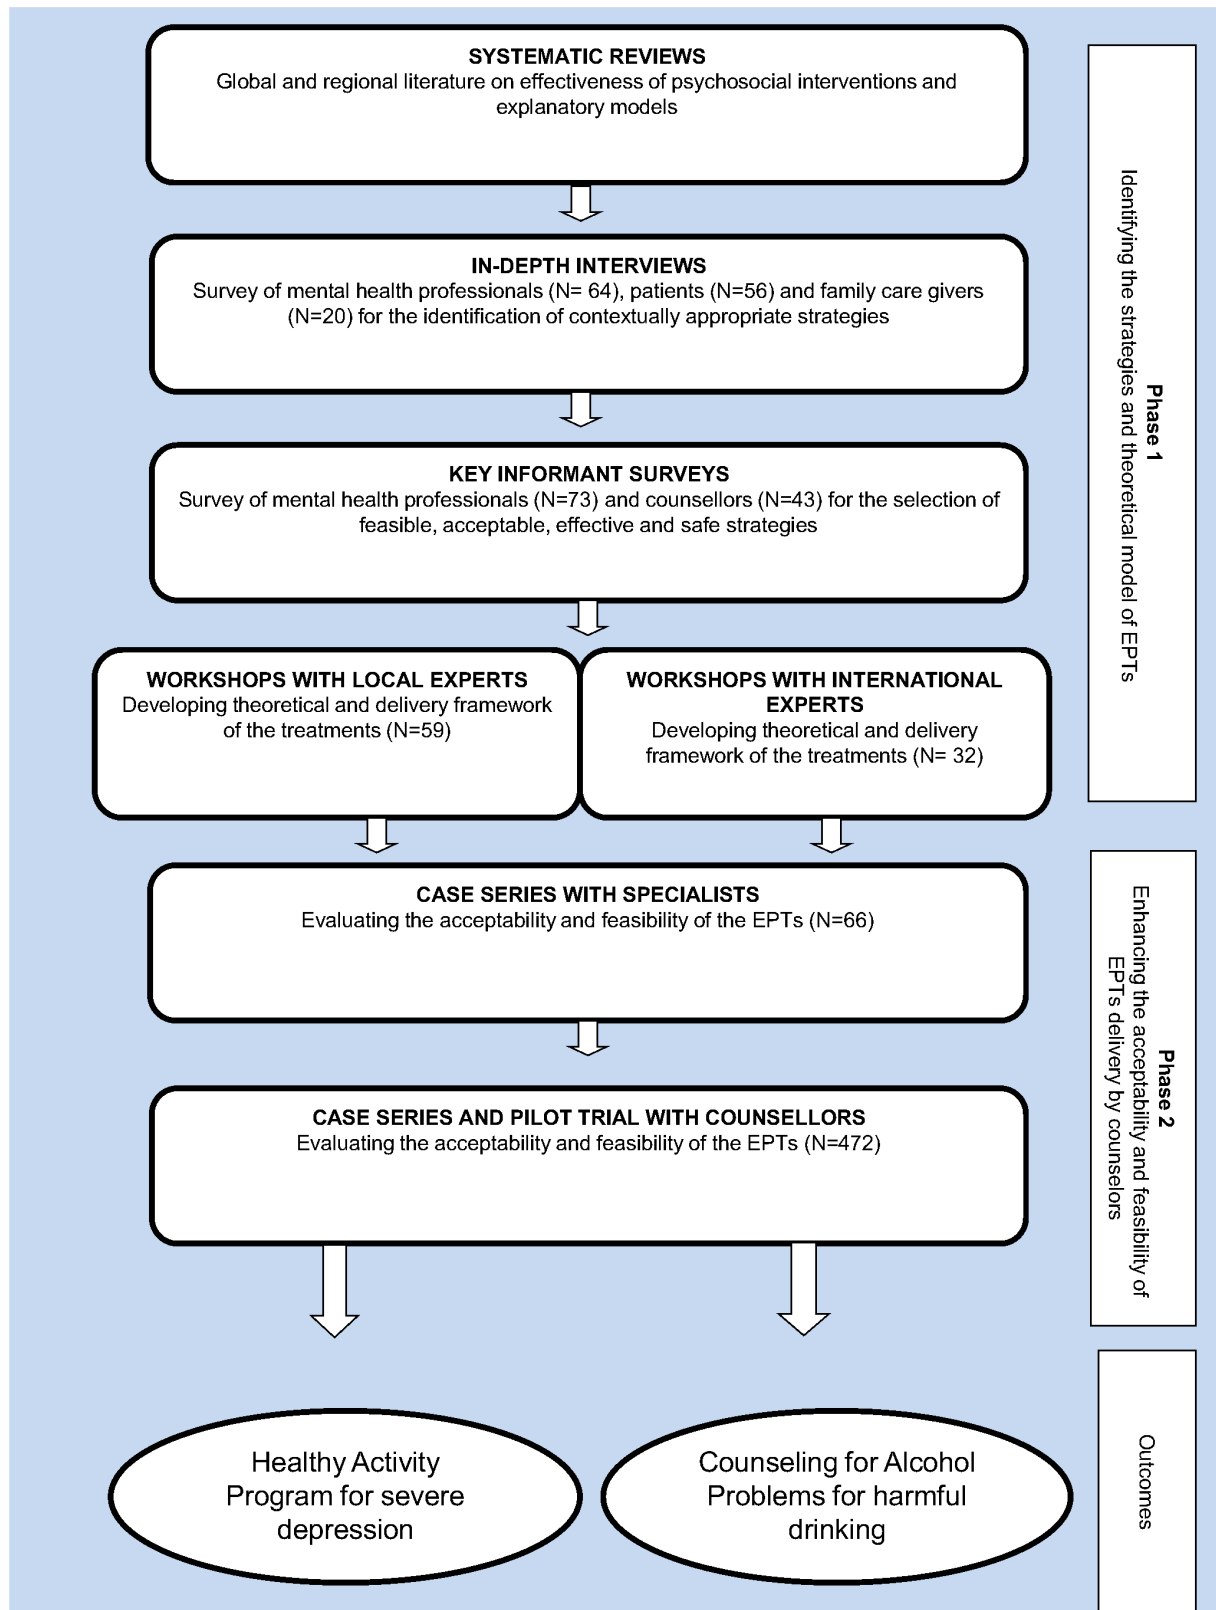 SYSTEMATIC REVIEWS
Global and regional literature on effectiveness of psychosocial interventions and
explanatory models
IN-DEPTH INTERVIEWS
Survey of mental health professionals (N= 64), patients (N=56) and family care givers
(N=20) for the identification of contextually appropriate strategies
KEY INFORMANT SURVEYS
Survey of mental health professionals (N=73) and counsellors (N=43) for the selection of
feasible, acceptable, effective and safe strategies
WORKSHOPS WITH LOCAL EXPERTS
Developing theoretical and delivery framework
of the treatments (N=59)
WORKSHOPS WITH INTERNATIONAL
EXPERTS
Developing theoretical and delivery
framework of the treatments (N= 32)
Phase 1
Identifying the strategies and theoretical model of EPTs
CASE SERIES WITH SPECIALISTS
Evaluating the acceptability and feasibility of the EPTs (N=66)
CASE SERIES AND PILOT TRIAL WITH COUNSELLORS
Evaluating the acceptability and feasibility of the EPTs (N=472)
Phase 2
Enhancing the acceptability and feasibility of
EPTs delivery by counselors
Healthy Activity
Program for severe
depression
Counseling for Alcohol
Problems for harmful
drinking
Outcomes